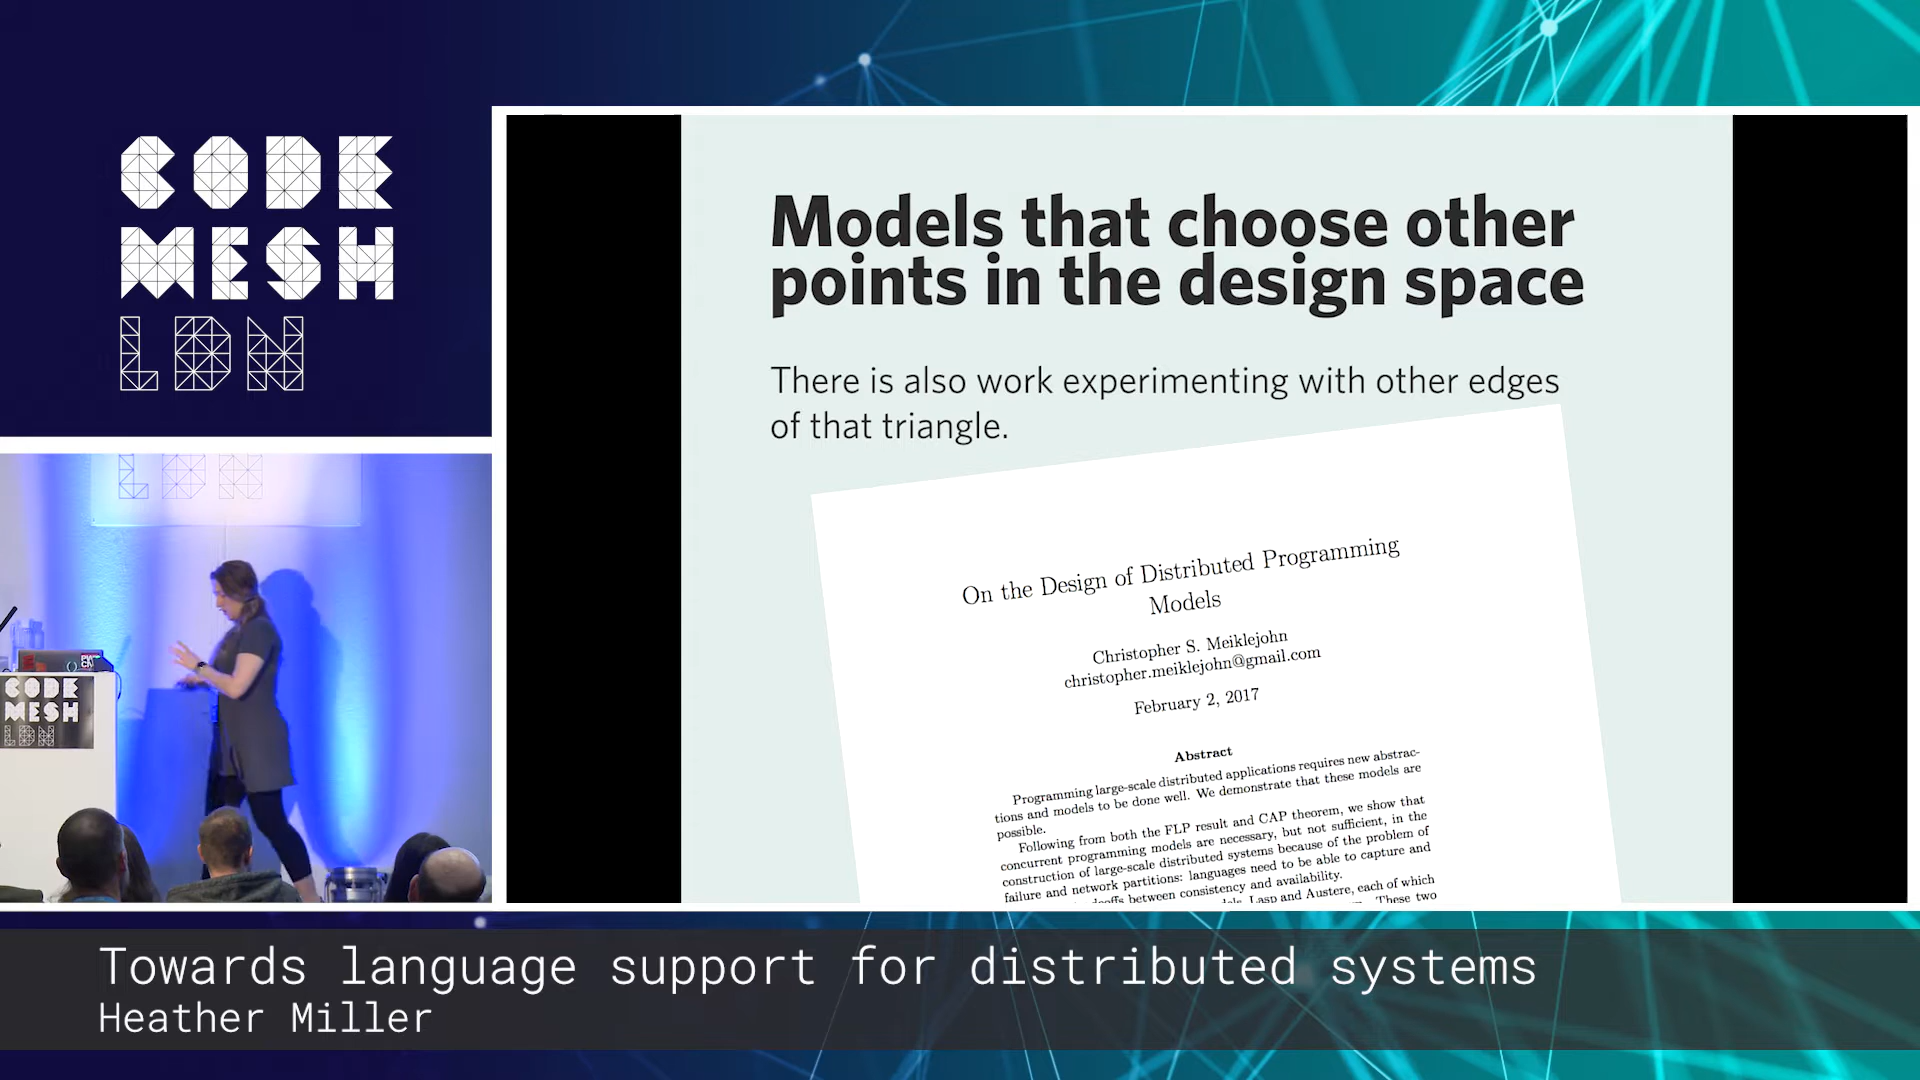 CODE
MESH
LDN
Models that choose other
points in the design space
There is also work experimenting with other edges
of that triangle.
On the Design of Distributed Programming
Models
Christopher S. Meiklejohn
christopher.meiklejohn@gmail.com
February 2, 2017
Abstract
Programming large-scale distributed applications requires new abstrac-
tions and models to be done well. We demonstrate that these models are
possible.
Following from both the FLP result and CAP theorem, we show that
concurrent programming models are necessary, but not sufficient, in the
construction of large-scale distributed systems because of the problem of
failure and network partitions: languages need to be able to capture and
between consistency and availability.
Lasp and Austere, each of which
These two
LDN
CODE
MESH
LDN
Towards language support for distributed systems
Heather Miller